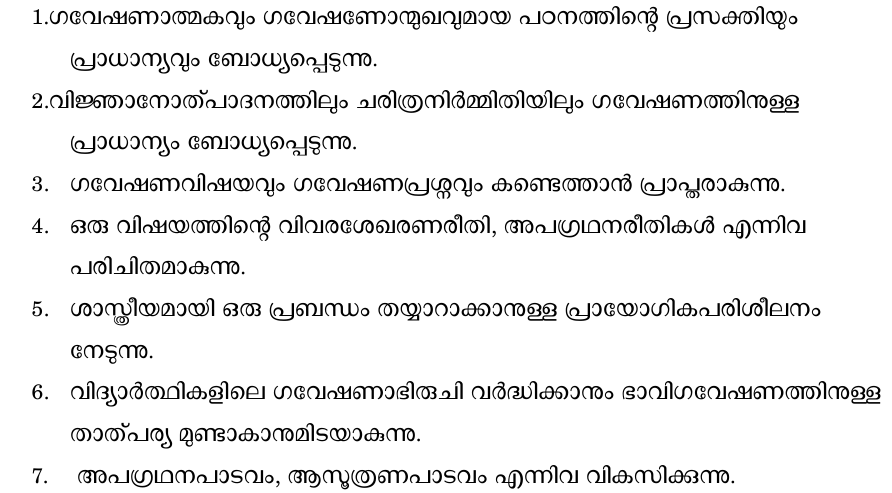 1.ഗവേഷണാത്മകവും ഗവേഷണോന്മുഖവുമായ പഠനത്തിന്റെ പ്രസക്തിയും
പ്രാധാന്യവും ബോധ്യപ്പെടുന്നു.
2.വിജ്ഞാനോത്പാദനത്തിലും ചരിത്രനിർമ്മിതിയിലും ഗവേഷണത്തിനുള്ള
പ്രാധാന്യം ബോധ്യപ്പെടുന്നു.
3. ഗവേഷണവിഷയവും ഗവേഷണപ്രശ്നവും കണ്ടെത്താൻ പ്രാപ്തരാകുന്നു.
4. ഒരു വിഷയത്തിന്റെ വിവരശേഖരണരീതി, അപഗ്രഥനരീതികൾ എന്നിവ
പരിചിതമാകുന്നു.
5. ശാസ്ത്രീയമായി ഒരു പ്രബന്ധം തയ്യാറാക്കാനുള്ള പ്രായോഗികപരിശീലനം
നേടുന്നു.
6. വിദ്യാർത്ഥികളിലെ ഗവേഷണാഭിരുചി വർദ്ധിക്കാനും ഭാവിഗവേഷണത്തിനുള്ള
താത്പര്യ മുണ്ടാകാനുമിടയാകുന്നു.
7. അപഗ്രഥനപാടവം, ആസൂത്രണപാടവം എന്നിവ വികസിക്കുന്നു.